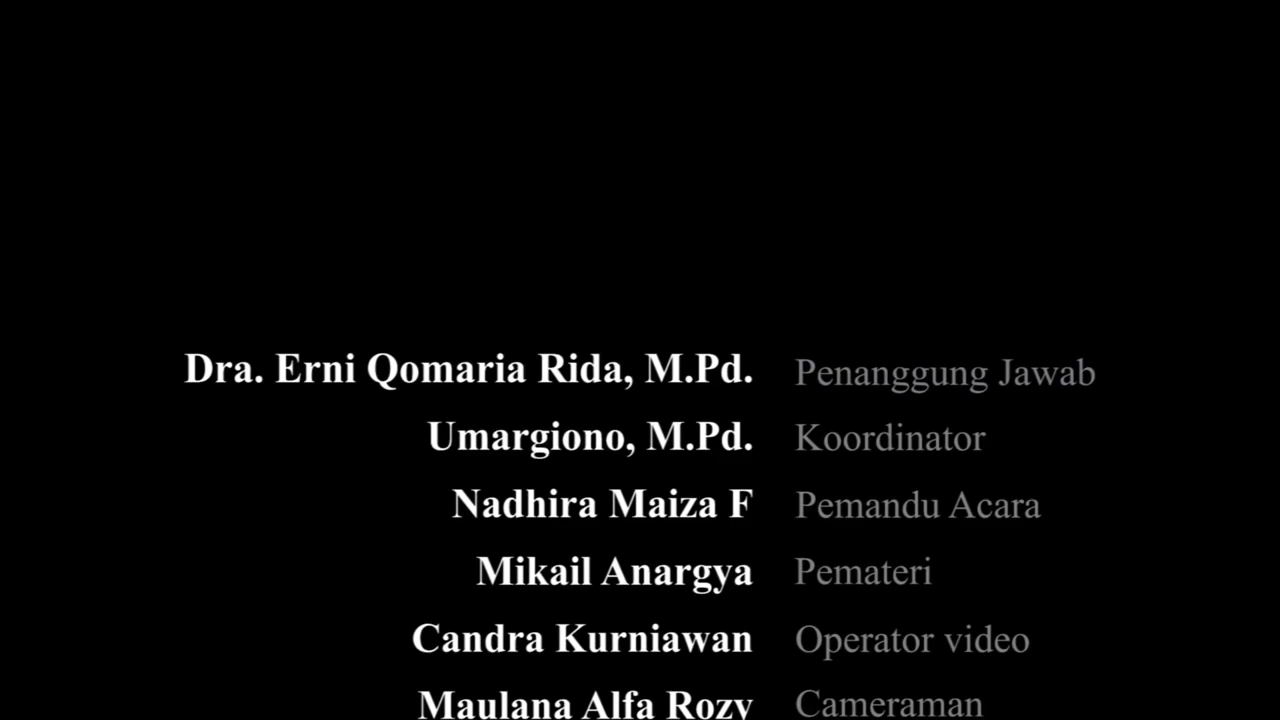 Dra. Erni Qomaria Rida, M.Pd. Penanggung Jawab
Umargiono, M.Pd. Koordinator
Nadhira Maiza F Pemandu Acara
Mikail Anargya Pemateri
Candra Kurniawan Operator video
Maulana Alfa Rozy Cameraman